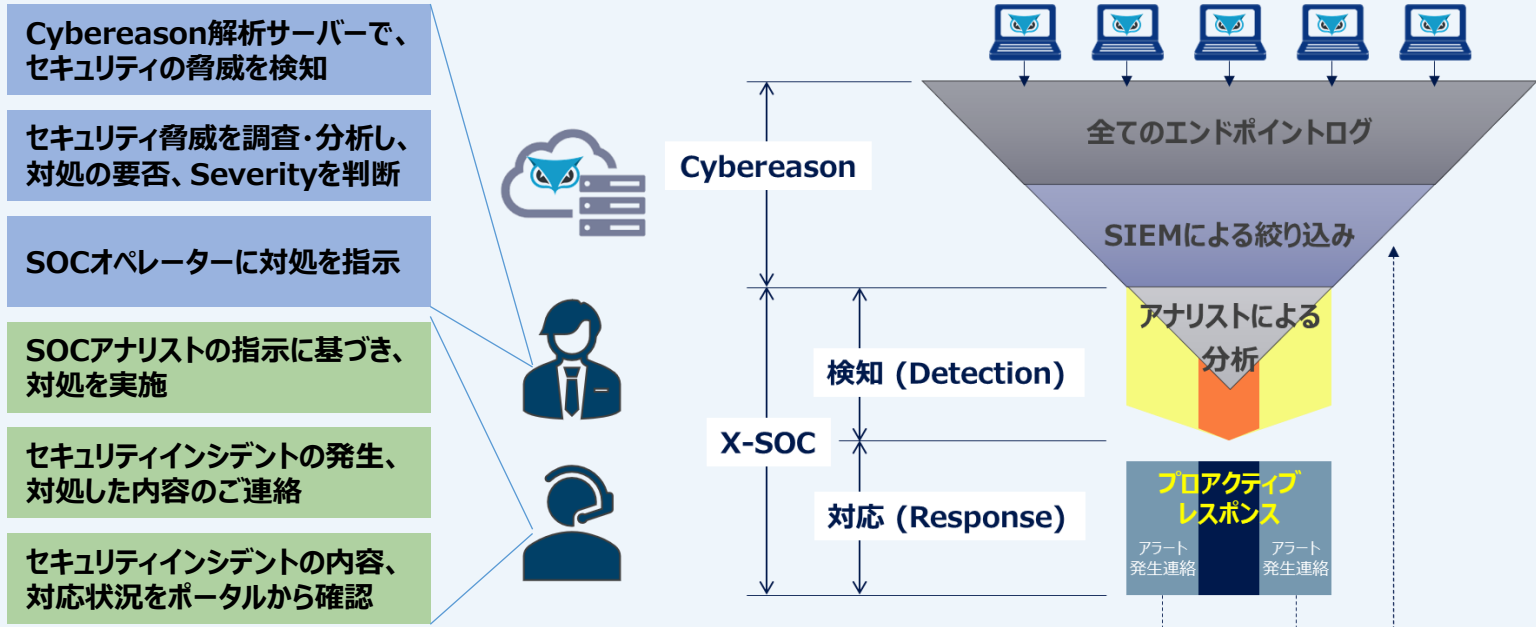 Cybereason解析サーバーで、
セキュリティの脅威を検知
セキュリティ脅威を調査・分析し、
対処の要否、Severityを判断
SOCオペレーターに対処を指示
SOCアナリストの指示に基づき、
対処を実施
セキュリティインシデントの発生、
対処した内容のご連絡
セキュリティインシデントの内容、
対応状況をポータルから確認
Cybereason
X-SOC
検知 (Detection)
対応 (Response)
全てのエンドポイントログ
SIEMによる絞り込み
アナリストによる
分析
プロアクティブ
レスポンス
アラート
発生連絡
アラート
発生連絡